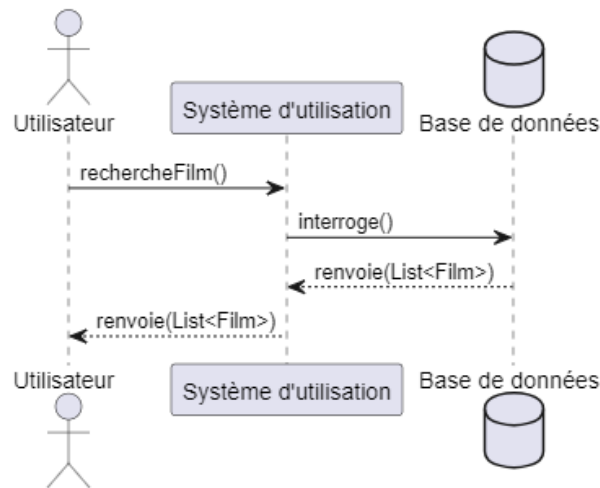 Utilisateur
Système d'utilisation
Base de données
rechercheFilm()
interroge()
renvoie(List<Film>)
renvoie(List<Film>)
Utilisateur
Système d'utilisation
Base de données